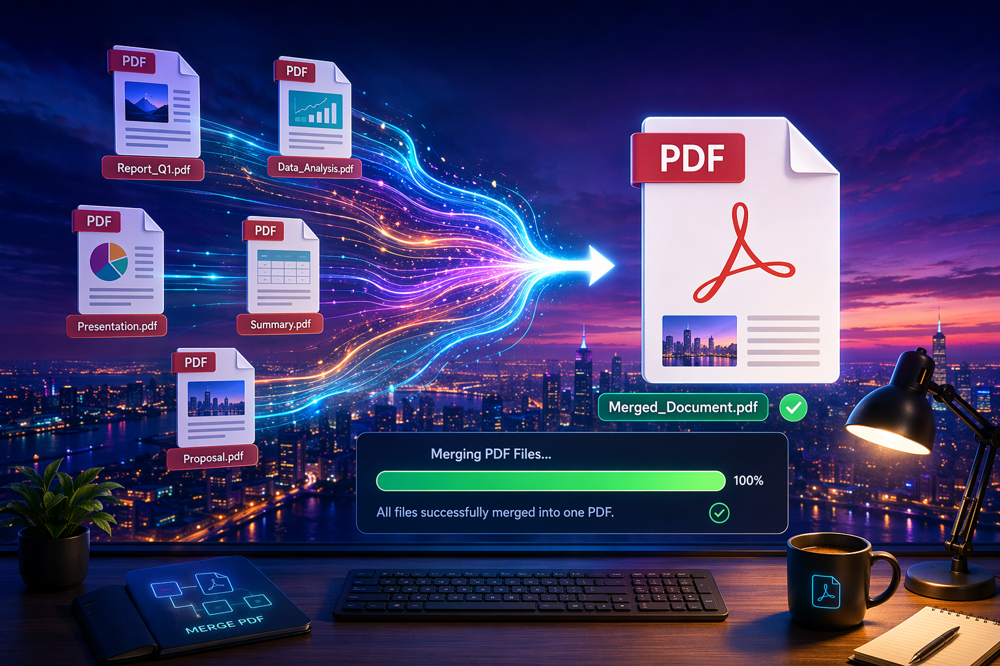 PDF
Report_Q1.pdf
PDF
Data_Analysis.pdf
PDF
Presentation.pdf
PDF
Summary.pdf
PDF
Proposal.pdf
PDF
Merged_Document.pdf
Merging PDF Files...
100%
All files successfully merged into one PDF.
MERGE PDF